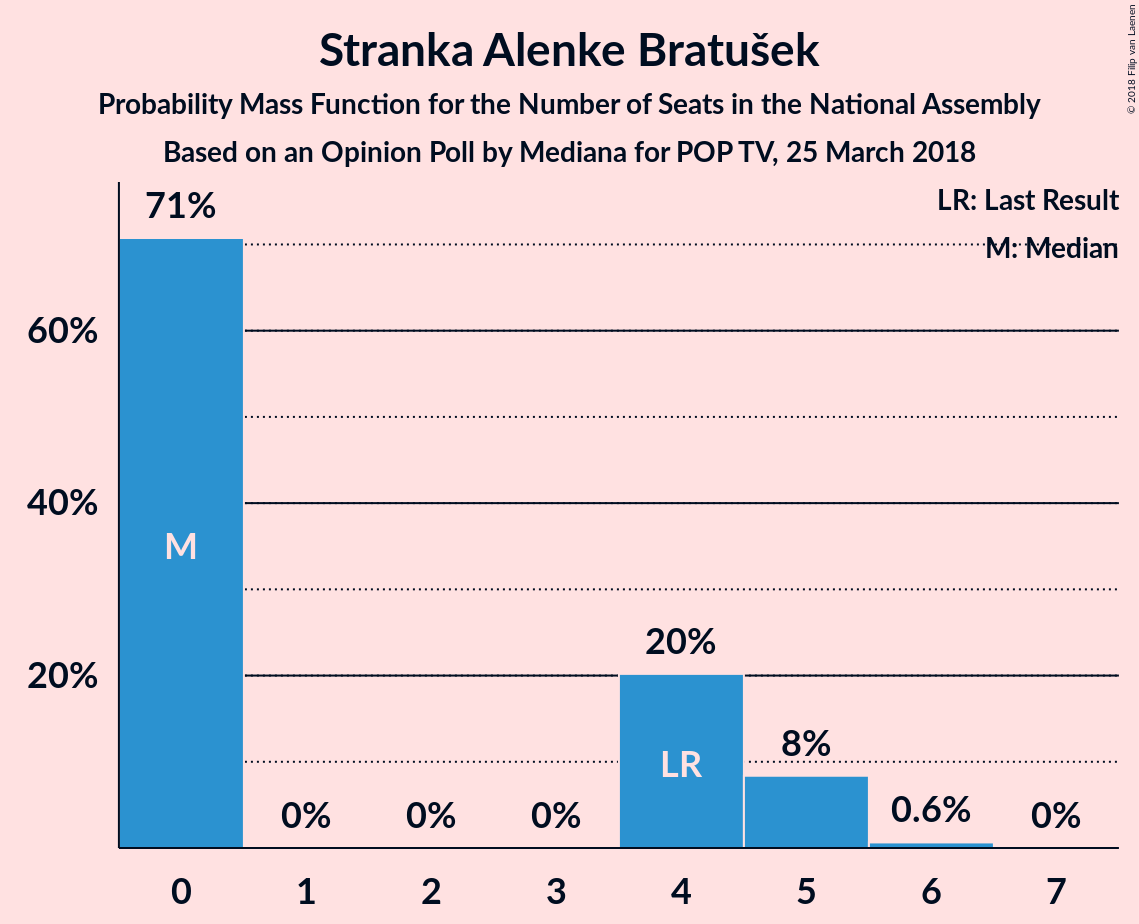 Stranka Alenke Bratušek
Probability Mass Function for the Number of Seats in the National Assembly
Based on an Opinion Poll by Mediana for POP TV, 25 March 2018
© 2018 Filip van Laenen
LR: Last Result
M: Median
71%
60%
40%
20%
M
0%
0%
0%
20%
LR
8%
0.6%
0%
0 1 2 3 4 5 6 7